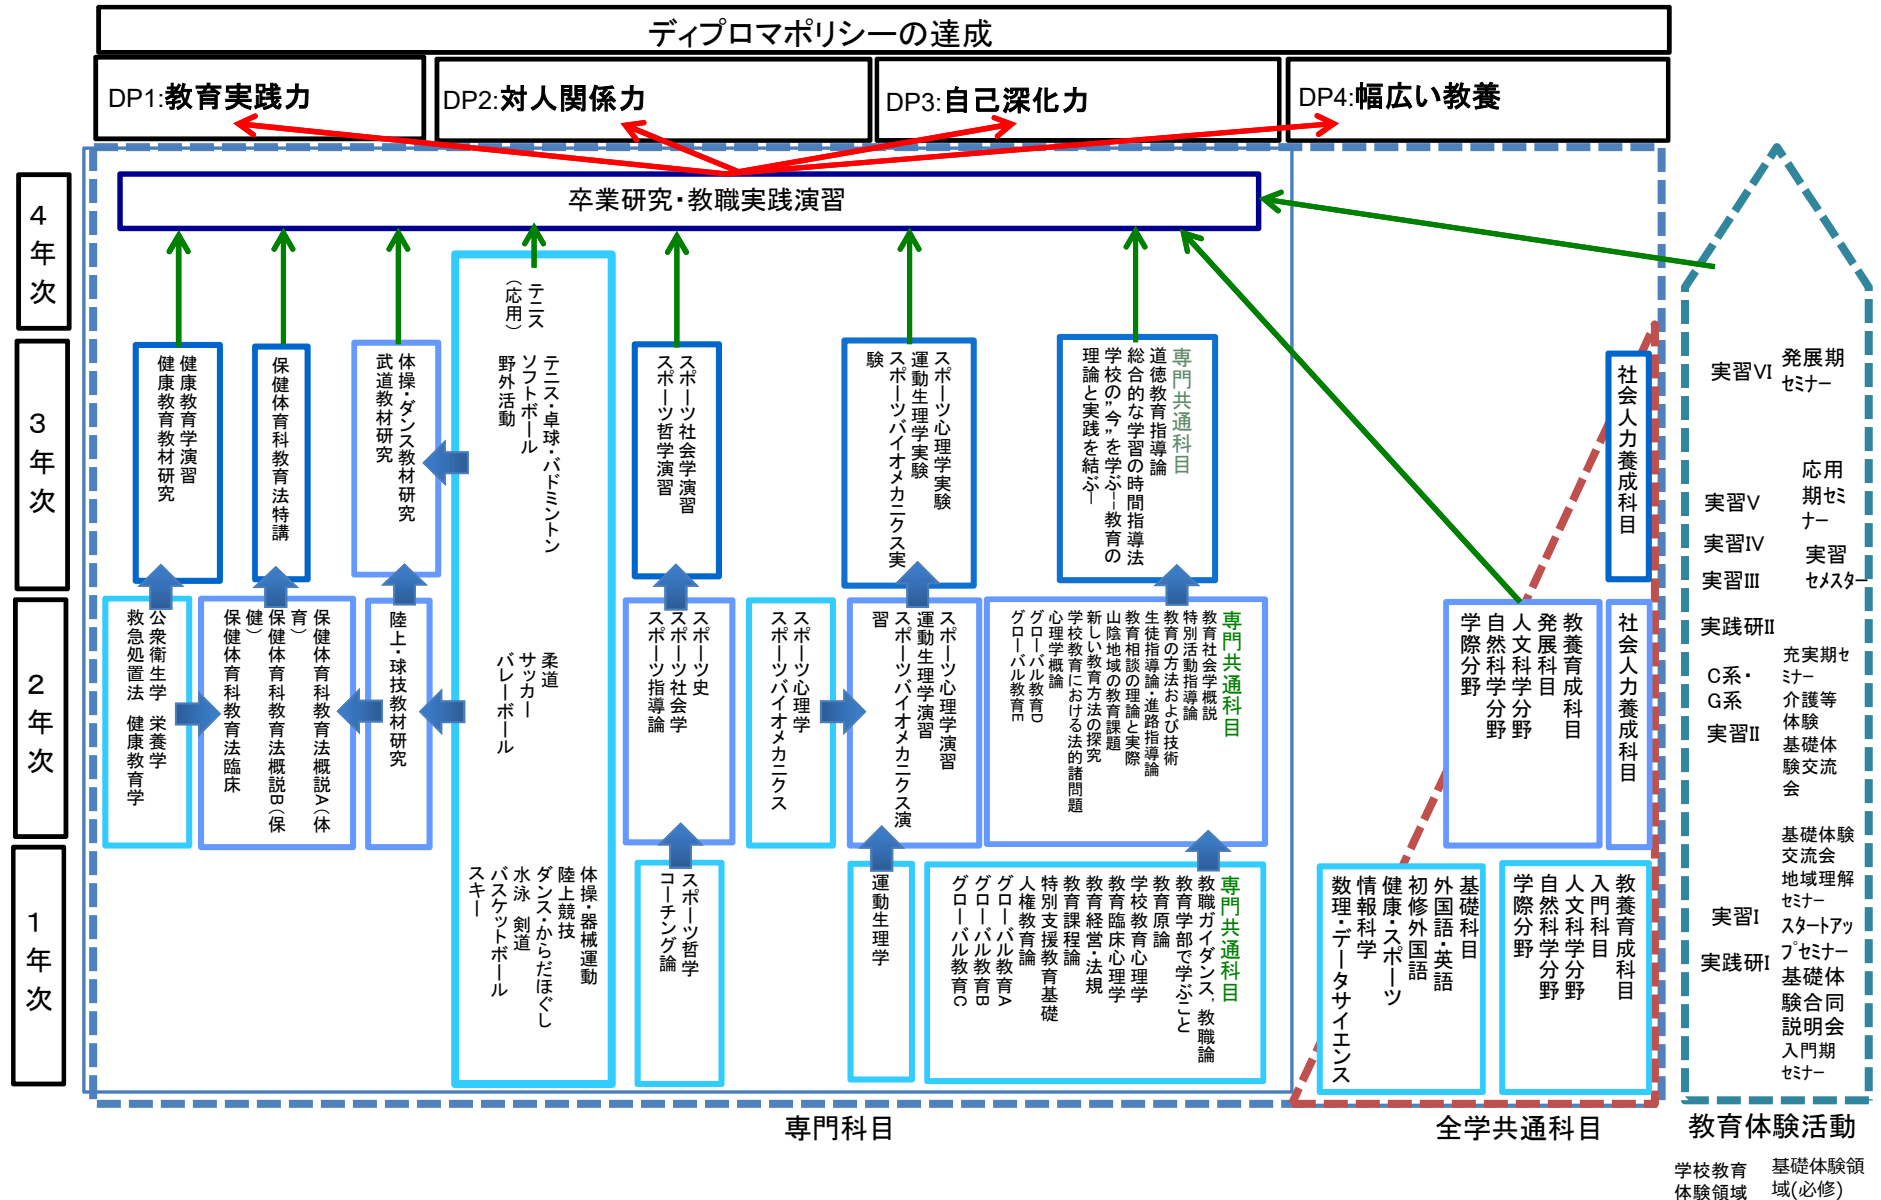 ディプロマポリシーの達成
DP1:教育実践力
DP2:対人関係力
DP3:自己深化力
DP4:幅広い教養
4年次
卒業研究・教職実践演習
テニス
（応用）
3年次
健康教育学演習
健康教育教材研究
保健体育科教育法特講
体操・ダンス教材研究
武道教材研究
テニス・卓球・バドミントン
ソフトボール
野外活動
スポーツ社会学演習
スポーツ哲学演習
スポーツ心理学実験
運動生理学実験
スポーツバイオメカニクス実
験
専門共通科目
道徳教育指導論
総合的な学習の時間指導法
学校の”今”を学ぶ－教育の
理論と実践を結ぶ－
社会人力養成科目
2年次
公衆衛生学　栄養学
救急処置法　健康教育学
保健体育科教育法概説A（体
育）
保健体育科教育法概説B（保
健）
保健体育科教育法臨床
陸上・球技教材研究
柔道
サッカー
バレーボール
スポーツ史
スポーツ社会学
スポーツ指導論
スポーツ心理学
スポーツバイオメカニクス
スポーツ心理学演習
運動生理学演習
スポーツバイオメカニクス演
習
専門共通科目
教育社会学概説
特別活動指導論
教育の方法および技術
生徒指導論・進路指導論
教育相談の理論と実際
山陰地域の教育課題
新しい教育方法の探究
学校教育における法的諸問題
心理学概論
グローバル教育D
グローバル教育E
教養育成科目
発展科目
人文科学分野
自然科学分野
学際分野
社会人力養成科目
1年次
体操・器械運動
陸上競技
ダンス・からだほぐし
水泳　剣道
バスケットボール
スキー
スポーツ哲学
コーチング論
運動生理学
専門共通科目
教職ガイダンス，教職論
教育学部で学ぶこと
教育原論
学校教育心理学
教育臨床心理学
教育経営・法規
教育課程論
特別支援教育基礎
人権教育論
グローバル教育A
グローバル教育B
グローバル教育C
基礎科目
外国語・英語
初修外国語
健康・スポーツ
情報科学
数理・データサイエンス
教養育成科目
入門科目
人文科学分野
自然科学分野
学際分野
実習Ⅵ
発展期
ｾﾐﾅｰ
応用
期セミ
ナー
実習Ⅴ
実習Ⅳ
実習Ⅲ
実習
ｾﾒｽﾀｰ
実践研Ⅱ
C系・
G系
実習Ⅱ
充実期セ
ﾐﾅｰ
介護等
体験
基礎体
験交流
会
基礎体験
交流会
地域理解
ｾﾐﾅｰ
スタートアッ
プセミナー
基礎体
験合同
説明会
入門期
ｾﾐﾅｰ
実習Ⅰ
実践研Ⅰ
専門科目
全学共通科目
教育体験活動
学校教育
体験領域
基礎体験領
域(必修)